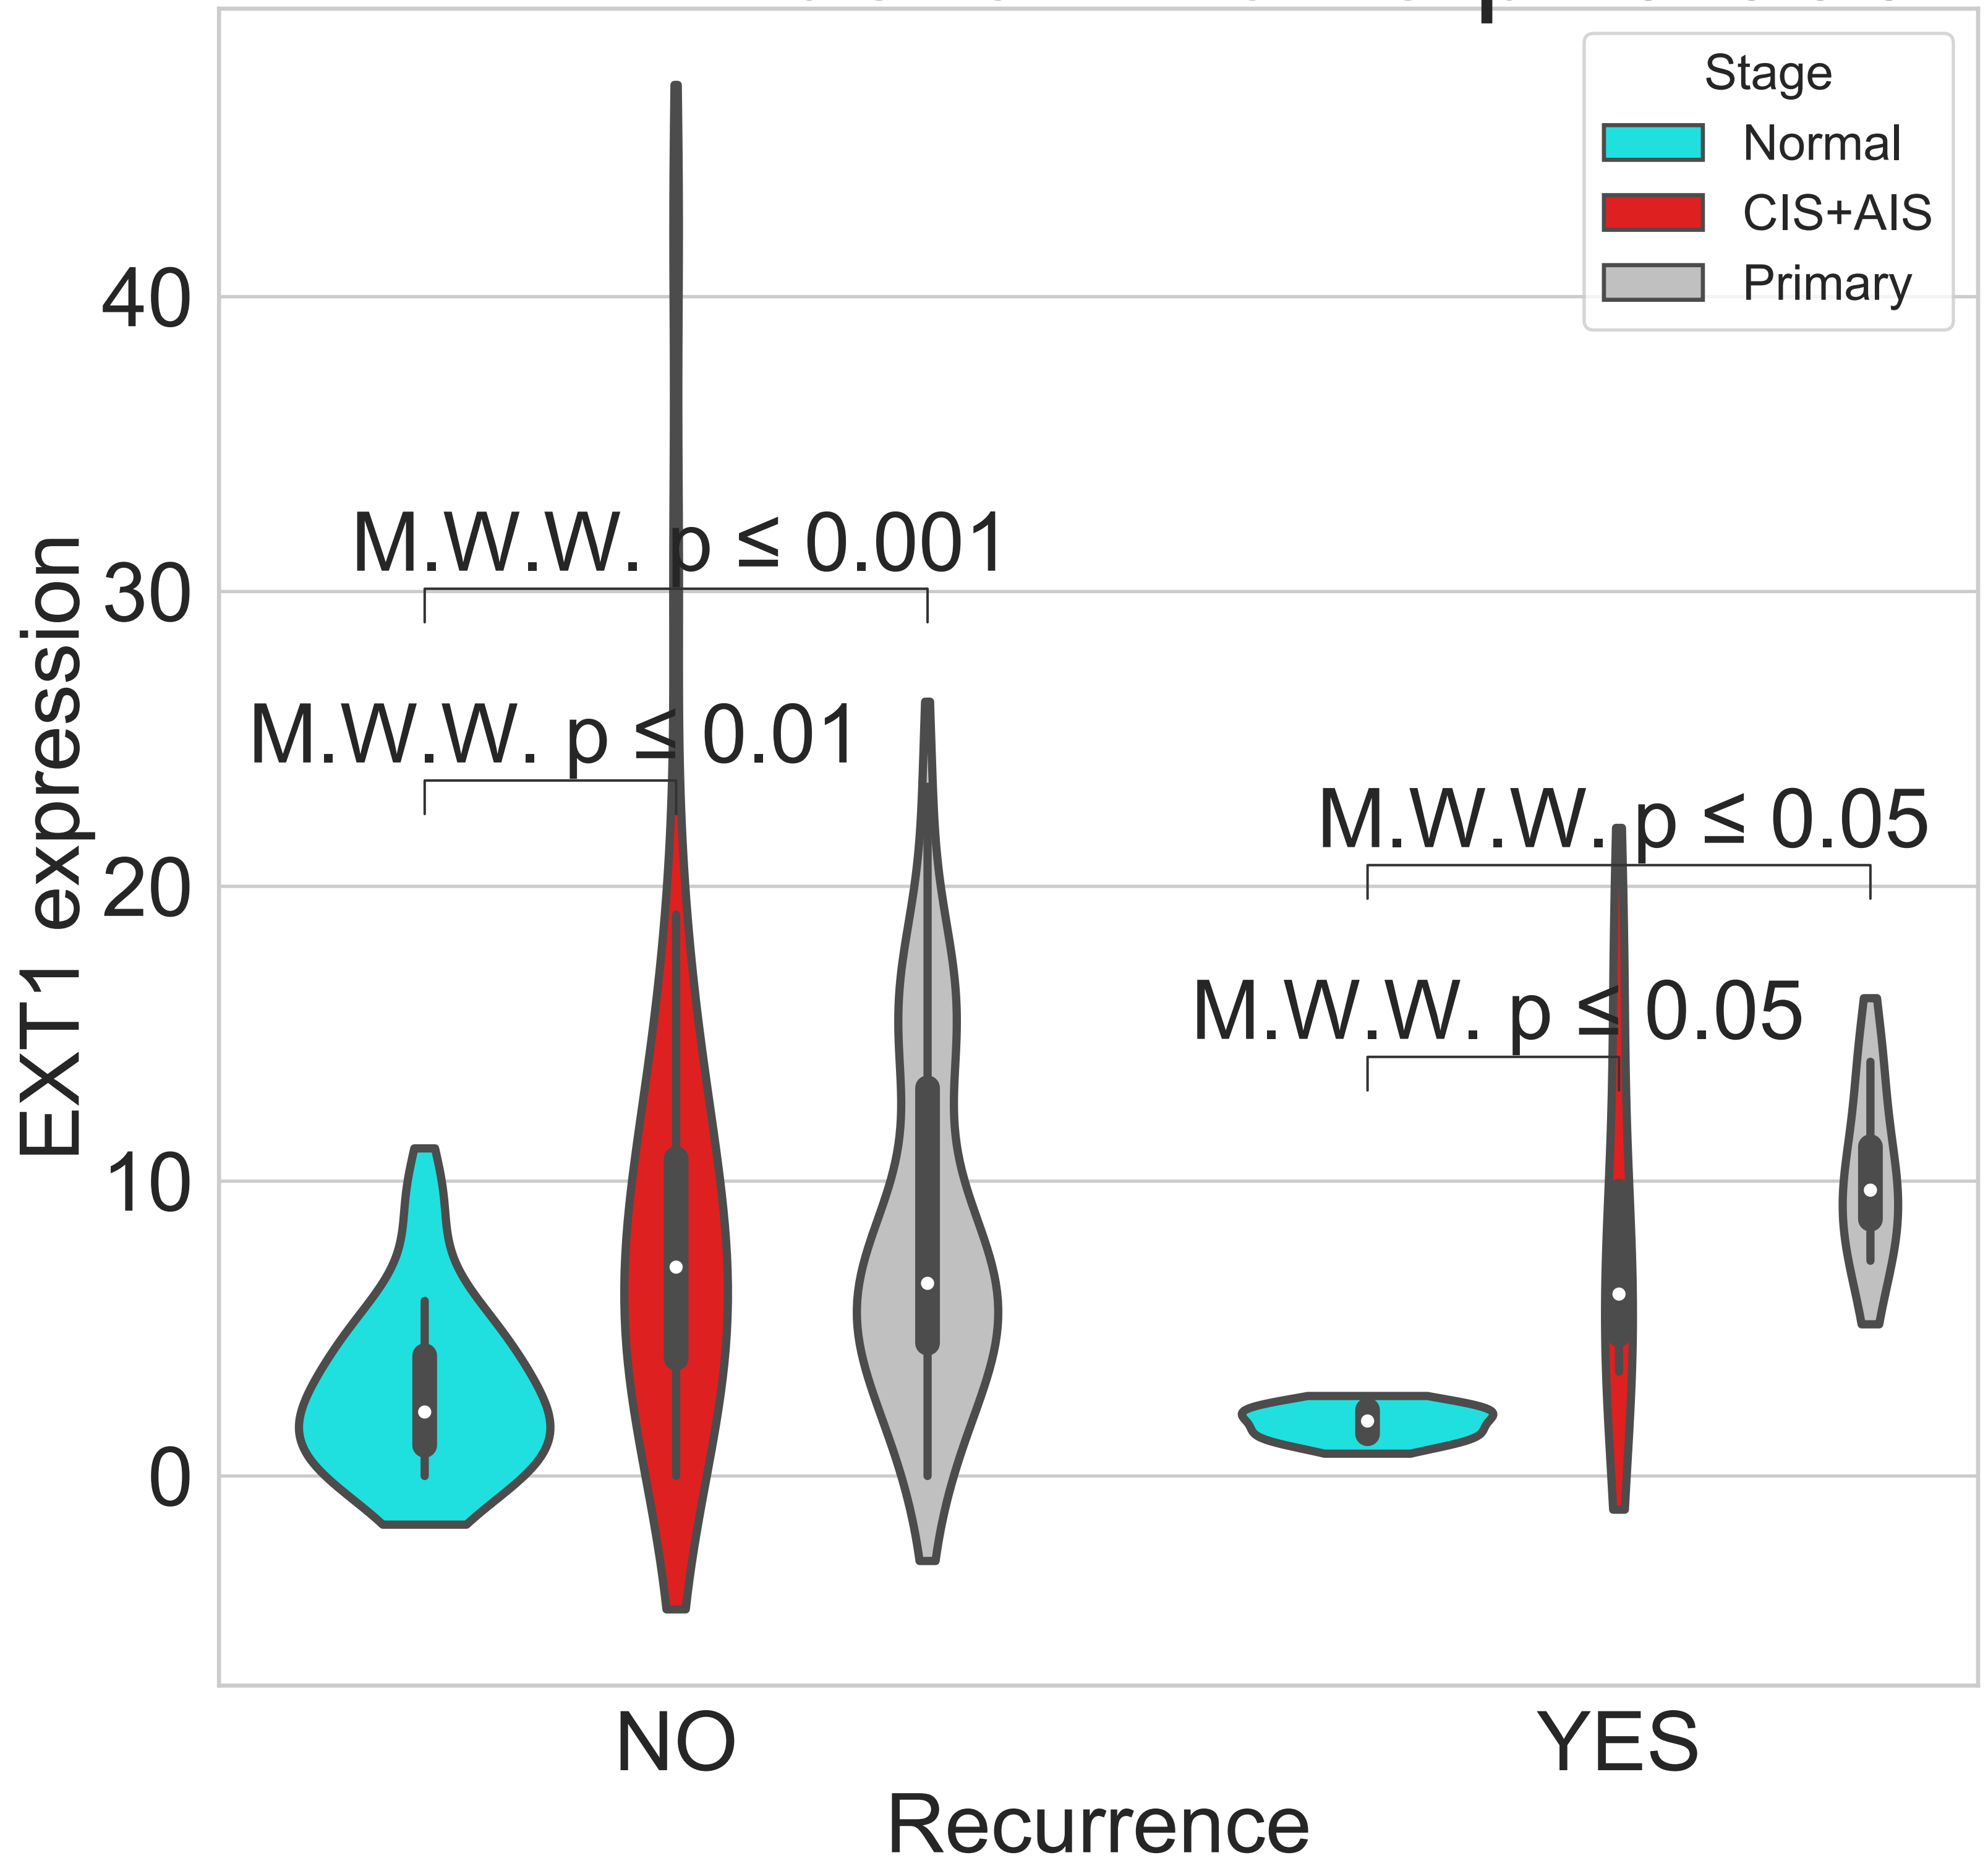 Stage
Normal
CIS+AIS
Primary
40
30
20
10
0
EXT1 expression
M.W.W. p ≤ 0.001
M.W.W. p ≤ 0.01
M.W.W. p ≤ 0.05
M.W.W. p ≤ 0.05
NO
YES
Recurrence